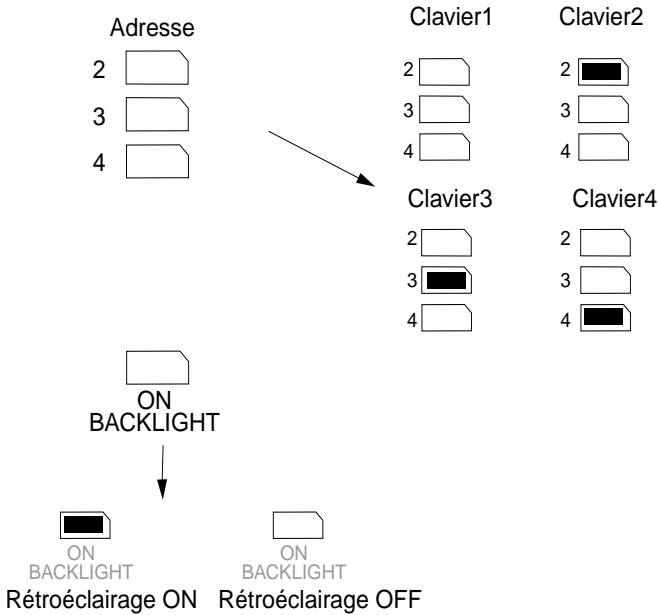 Adresse
2
3
4
Clavier1
2
3
4
Clavier2
2
3
4
Clavier3
2
3
4
Clavier4
2
3
4
ON
BACKLIGHT
ON
BACKLIGHT
Rétroéclairage ON
ON
BACKLIGHT
Rétroéclairage OFF